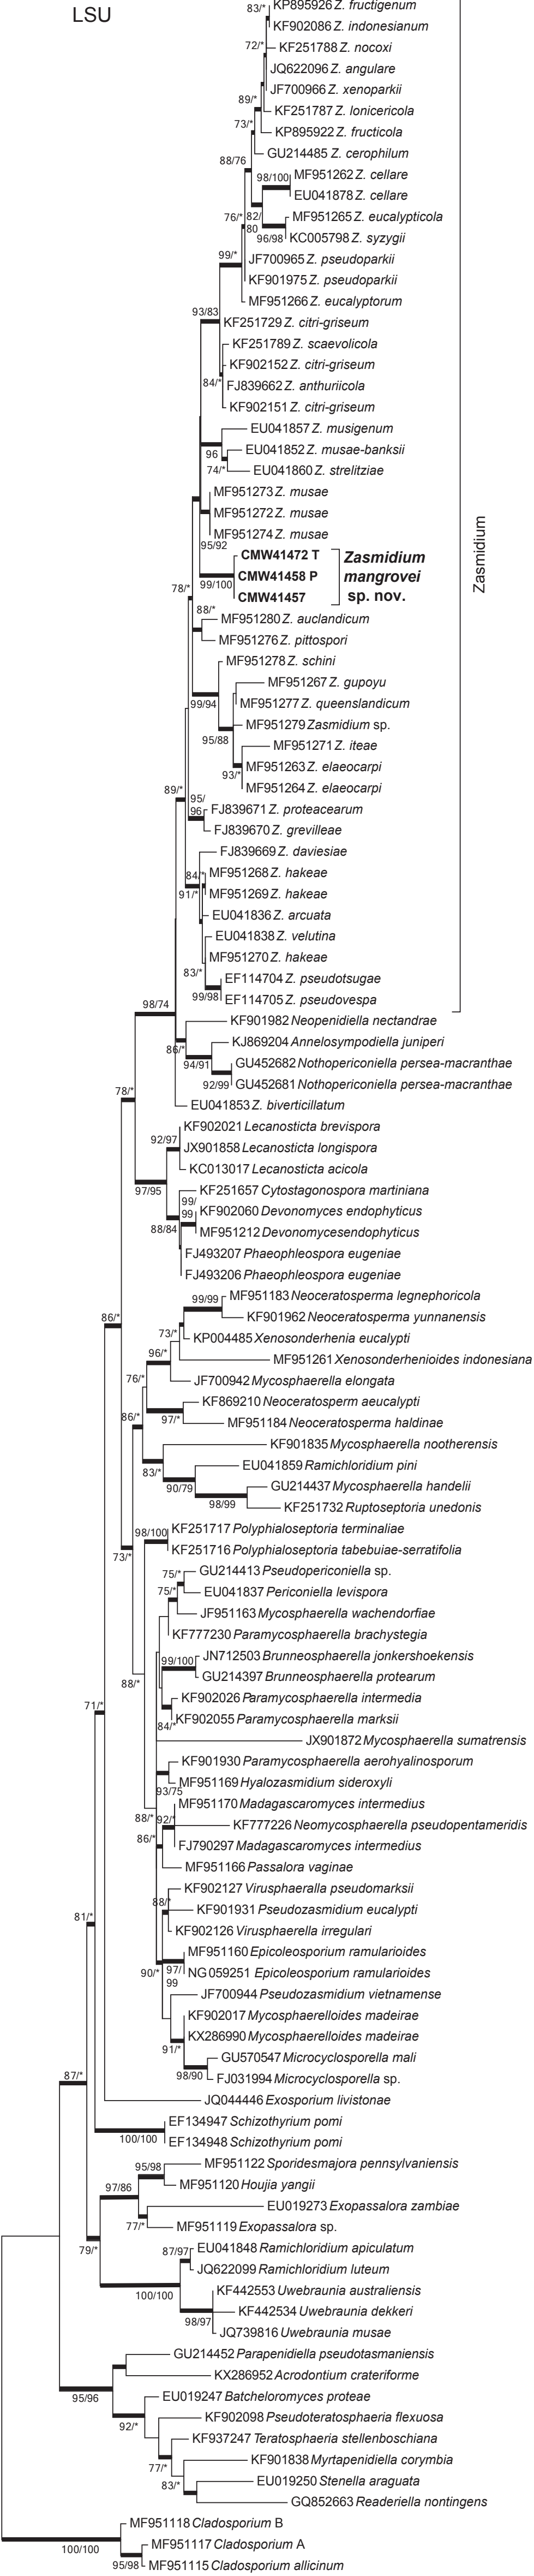 LSU
83/*
KP895926 Z. fructigenum
KF902086 Z. indonesianum
72/*
KF251788 Z. nocoxi
JQ622096 Z. angulare
JF700966 Z. xenoparkii
89/*
KF251787 Z. lonicericola
73/*
KP895922 Z. fructicola
GU214485 Z. cerophilum
88/76
98/100
MF951262 Z. cellare
EU041878 Z. cellare
76/*
82/
80
MF951265 Z. eucalypticola
96/98
KC005798 Z. syzygii
99/*
JF700965 Z. pseudoparkii
KF901975 Z. pseudoparkii
MF951266 Z. eucalyptorum
93/83
KF251729 Z. citri-griseum
KF251789 Z. scaevolicola
KF902152 Z. citri-griseum
84/*
FJ839662 Z. anthuriicola
KF902151 Z. citri-griseum
EU041857 Z. musigenum
96
EU041852 Z. musae-banksii
74/*
EU041860 Z. strelitziae
MF951273 Z. musae
MF951272 Z. musae
MF951274 Z. musae
95/92
CMW41472 T
CMW41458 P
CMW41457
99/100
Zasmidium
mangrovei
sp. nov.
Zasmidium
78/*
88/*
MF951280 Z. auclandicum
MF951276 Z. pittospori
MF951278 Z. schini
99/94
MF951267 Z. gupoyu
MF951277 Z. queenslandicum
95/88
MF951279 Zasmidium sp.
MF951271 Z. iteae
93/*
MF951263 Z. elaeocarpi
MF951264 Z. elaeocarpi
89/*
95/
96
FJ839671 Z. proteacearum
FJ839670 Z. grevilleae
FJ839669 Z. daviesiae
84/*
MF951268 Z. hakeae
91/*
MF951269 Z. hakeae
EU041836 Z. arcuata
EU041838 Z. velutina
MF951270 Z. hakeae
83/*
EF114704 Z. pseudotsugae
99/98
EF114705 Z. pseudovespa
98/74
KF901982 Neopenidiella nectandrae
86/*
KJ869204 Annelosympodiella juniperi
94/91
GU452682 Nothopericoniella persea-macranthae
92/99
GU452681 Nothopericoniella persea-macranthae
78/*
EU041853 Z. biverticillatum
KF902021 Lecanosticta brevispora
92/97
JX901858 Lecanosticta longispora
KC013017 Lecanosticta acicola
97/95
KF251657 Cytostagonospora martiniana
99/
99
KF902060 Devonomyces endophyticus
88/84
MF951212 Devonomycesendophyticus
FJ493207 Phaeophleospora eugeniae
FJ493206 Phaeophleospora eugeniae
99/99
MF951183 Neoceratosperma legnephoricola
86/*
KF901962 Neoceratosperma yunnanensis
73/*
KP004485 Xenosonderhenia eucalypti
96/*
MF951261 Xenosonderhenioides indonesiana
76/*
JF700942 Mycosphaerella elongata
KF869210 Neoceratosperm aeucalypti
86/*
97/*
MF951184 Neoceratosperma haldinae
KF901835 Mycosphaerella nootherensis
83/*
EU041859 Ramichloridium pini
90/79
GU214437 Mycosphaerella handelii
98/99
KF251732 Ruptoseptoria unedonis
98/100
KF251717 Polyphialoseptoria terminaliae
73/*
KF251716 Polyphialoseptoria tabebuiae-serratifolia
75/*
GU214413 Pseudopericoniella sp.
75/*
EU041837 Periconiella levispora
JF951163 Mycosphaerella wachendorfiae
KF777230 Paramycosphaerella brachystegia
99/100
JN712503 Brunneosphaerella jonkershoekensis
88/*
GU214397 Brunneosphaerella protearum
71/*
KF902026 Paramycosphaerella intermedia
84/*
KF902055 Paramycosphaerella marksii
JX901872 Mycosphaerella sumatrensis
KF901930 Paramycosphaerella aerohyalinosporum
MF951169 Hyalozasmidium sideroxyli
93/75
MF951170 Madagascaromyces intermedius
88/*
92/*
KF777226 Neomycosphaerella pseudopentameridis
86/*
FJ790297 Madagascaromyces intermedius
MF951166 Passalora vaginae
KF902127 Virusphaeralla pseudomarksii
88/*
81/*
KF901931 Pseudozasmidium eucalypti
KF902126 Virusphaerella irregulari
MF951160 Epicoleosporium ramularioides
90/*
97/
99
NG059251 Epicoleosporium ramularioides
JF700944 Pseudozasmidium vietnamense
KF902017 Mycosphaerelloides madeirae
KX286990 Mycosphaerelloides madeirae
91/*
GU570547 Microcyclosporella mali
98/90
FJ031994 Microcyclosporella sp.
87/*
JQ044446 Exosporium livistonae
EF134947 Schizothyrium pomi
100/100
EF134948 Schizothyrium pomi
95/98
MF951122 Sporidesmajora pennsylvaniensis
97/86
MF951120 Houjia yangii
EU019273 Exopassalora zambiae
77/*
MF951119 Exopassalora sp.
79/*
87/97
EU041848 Ramichloridium apiculatum
JQ622099 Ramichloridium luteum
100/100
KF442553 Uwebraunia australiensis
98/97
KF442534 Uwebraunia dekkeri
JQ739816 Uwebraunia musae
GU214452 Parapenidiella pseudotasmaniensis
KX286952 Acrodontium crateriforme
95/96
EU019247 Batcheloromyces proteae
92/*
KF902098 Pseudoteratosphaeria flexuosa
KF937247 Teratosphaeria stellenboschiana
77/*
KF901838 Myrtapenidiella corymbia
83/*
EU019250 Stenella araguata
GQ852663 Readeriella nontingens
MF951118 Cladosporium B
100/100
MF951117 Cladosporium A
95/98
MF951115 Cladosporium allicinum